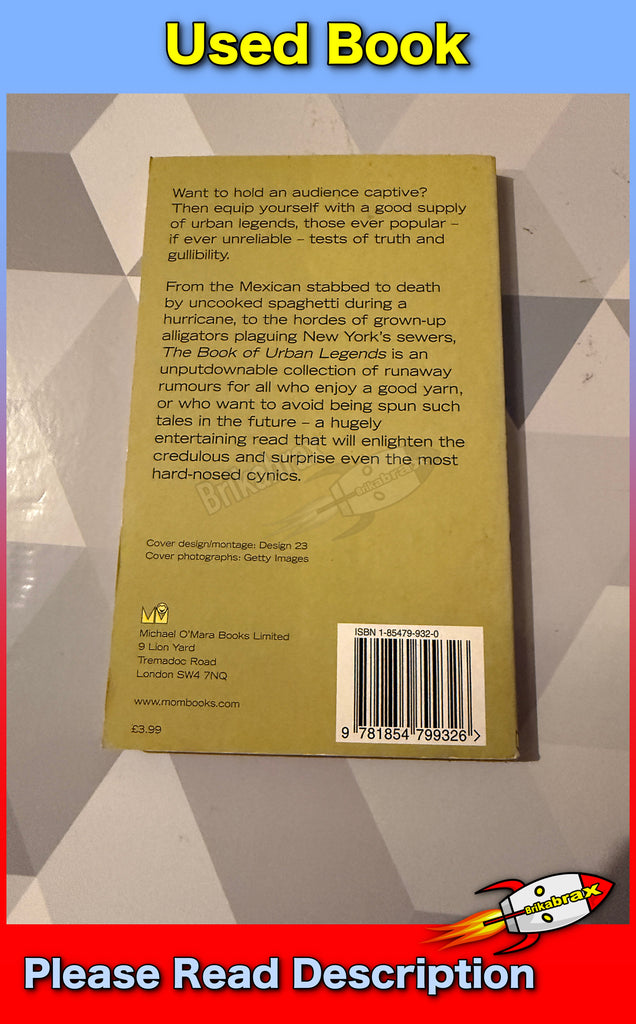 Used Book
Want to hold an audience captive?
Then equip yourself with a good supply
of urban legends, those ever popular –
if ever unreliable – tests of truth and
gullibility.
From the Mexican stabbed to death
by uncooked spaghetti during a
hurricane, to the hordes of grown-up
alligators plaguing New York's sewers,
The Book of Urban Legends is an
unputdownable collection of runaway
rumours for all who enjoy a good yarn,
or who want to avoid being spun such
tales in the future – a hugely
entertaining read that will enlighten the
credulous and surprise even the most
hard-nosed cynics.
Brikabrax
Brikabrax
Cover design/montage: Design 23
Cover photographs: Getty Images
Michael O'Mara Books Limited
9 Lion Yard
Tremadoc Road
London SW4 7NQ
www.mombooks.com
£3.99
ISBN 1-85479-932-0
9 781854 799326 >
Brikabrax
Please Read Description